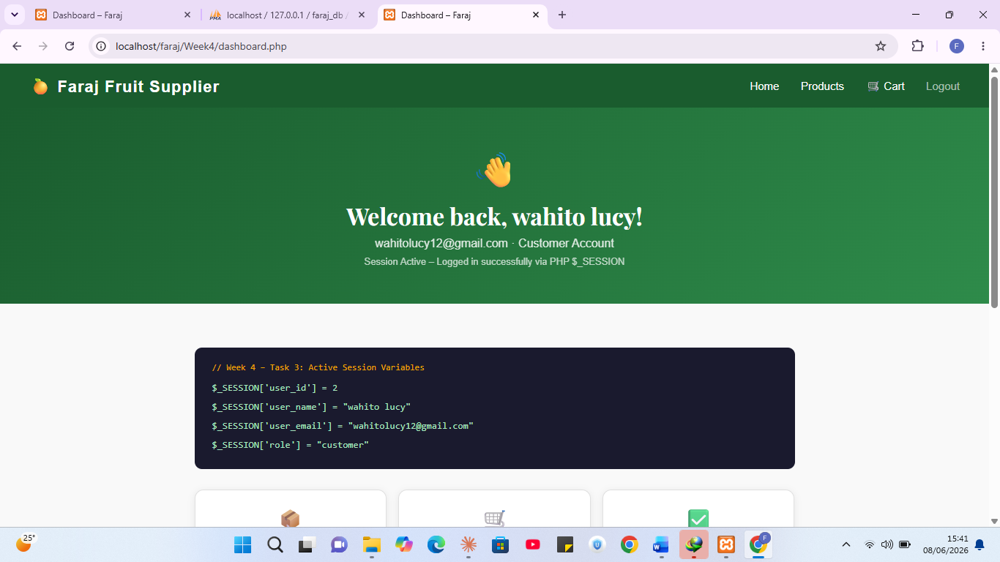 Dashboard – Faraj
PMA
localhost / 127.0.0.1 / faraj_db /
Dashboard – Faraj
localhost/faraj/Week4/dashboard.php
F
Faraj Fruit Supplier
Home
Products
Cart
Logout
Welcome back, wahito lucy!
wahitolucy12@gmail.com · Customer Account
Session Active – Logged in successfully via PHP $_SESSION
// Week 4 – Task 3: Active Session Variables
$_SESSION['user_id'] = 2
$_SESSION['user_name'] = "wahito lucy"
$_SESSION['user_email'] = "wahitolucy12@gmail.com"
$_SESSION['role'] = "customer"
25°
W
F
15:41
08/06/2026